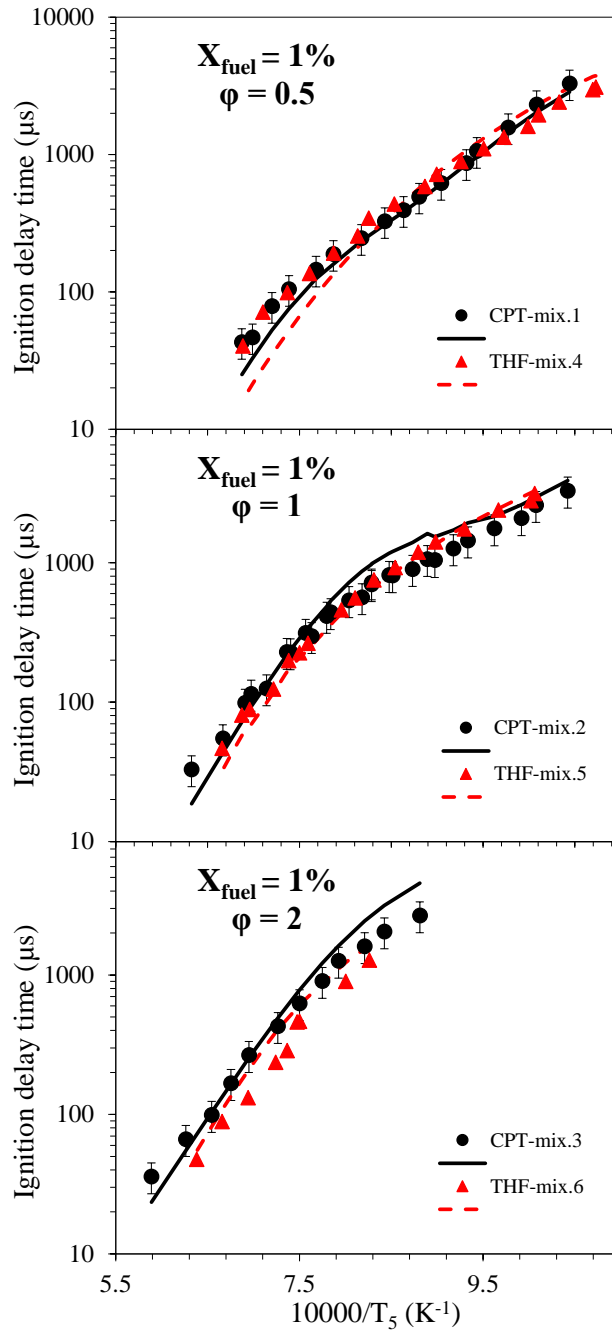 10000
1000
100
10
Ignition delay time (µs)
X_fuel = 1%
φ = 0.5
CPT-mix.1
THF-mix.4
1000
100
10
Ignition delay time (µs)
X_fuel = 1%
φ = 1
CPT-mix.2
THF-mix.5
1000
100
10
Ignition delay time (µs)
X_fuel = 1%
φ = 2
CPT-mix.3
THF-mix.6
5.5 7.5 9.5
10000/T₅ (K⁻¹)